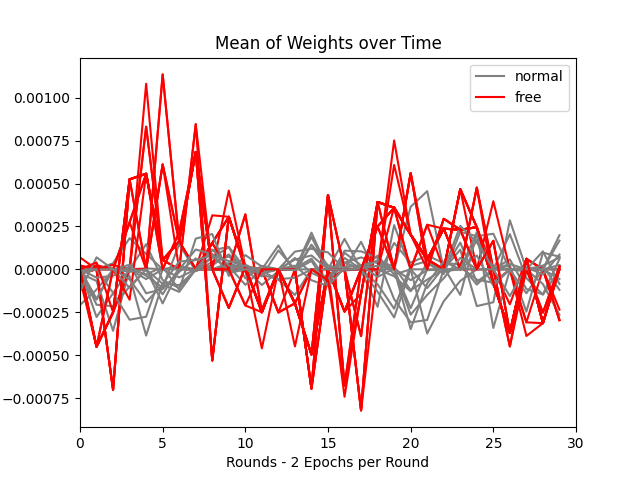 Mean of Weights over Time
normal
free
0.00100
0.00075
0.00050
0.00025
0.00000
−0.00025
−0.00050
−0.00075
0 5 10 15 20 25 30
Rounds - 2 Epochs per Round